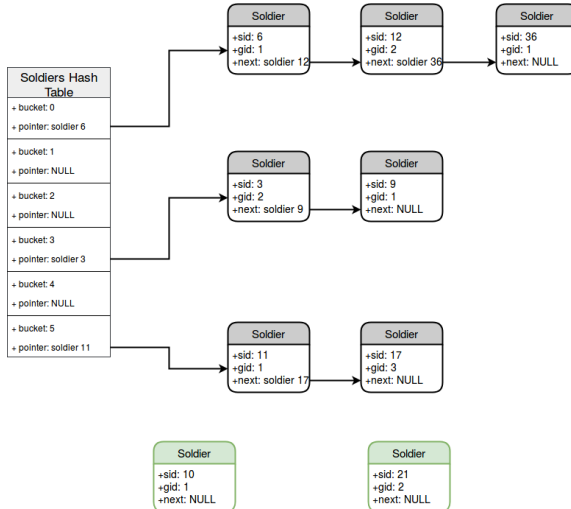 Soldier
+sid: 6
+gid: 1
+next: soldier 12
Soldier
+sid: 12
+gid: 2
+next: soldier 36
Soldier
+sid: 36
+gid: 1
+next: NULL
Soldiers Hash
Table
+ bucket: 0
+ pointer: soldier 6
+ bucket: 1
+ pointer: NULL
+ bucket: 2
+ pointer: NULL
+ bucket: 3
+ pointer: soldier 3
+ bucket: 4
+ pointer: NULL
+ bucket: 5
+ pointer: soldier 11
Soldier
+sid: 3
+gid: 2
+next: soldier 9
Soldier
+sid: 9
+gid: 1
+next: NULL
Soldier
+sid: 11
+gid: 1
+next: soldier 17
Soldier
+sid: 17
+gid: 3
+next: NULL
Soldier
+sid: 10
+gid: 1
+next: NULL
Soldier
+sid: 21
+gid: 2
+next: NULL